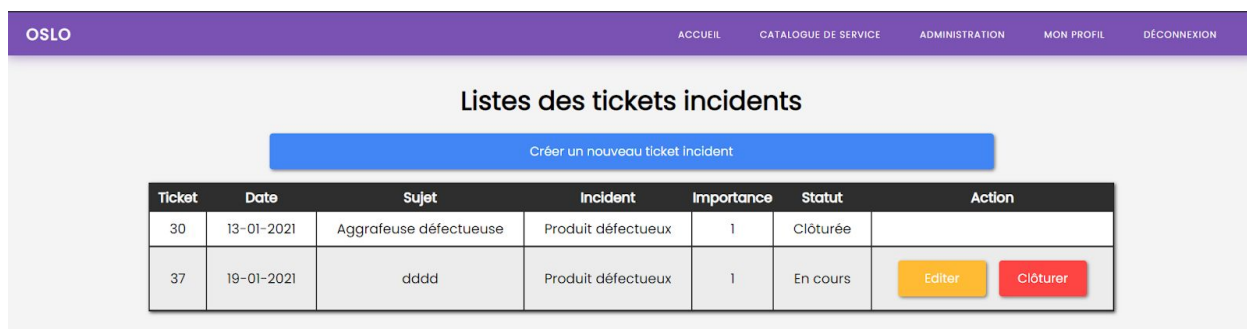 OSLO ACCUEIL CATALOGUE DE SERVICE ADMINISTRATION MON PROFIL DÉCONNEXION
Listes des tickets incidents
Créer un nouveau ticket incident
Ticket Date Sujet Incident Importance Statut Action
30 13-01-2021 Aggrafeuse défectueuse Produit défectueux 1 Clôturée
37 19-01-2021 dddd Produit défectueux 1 En cours Editer Clôturer